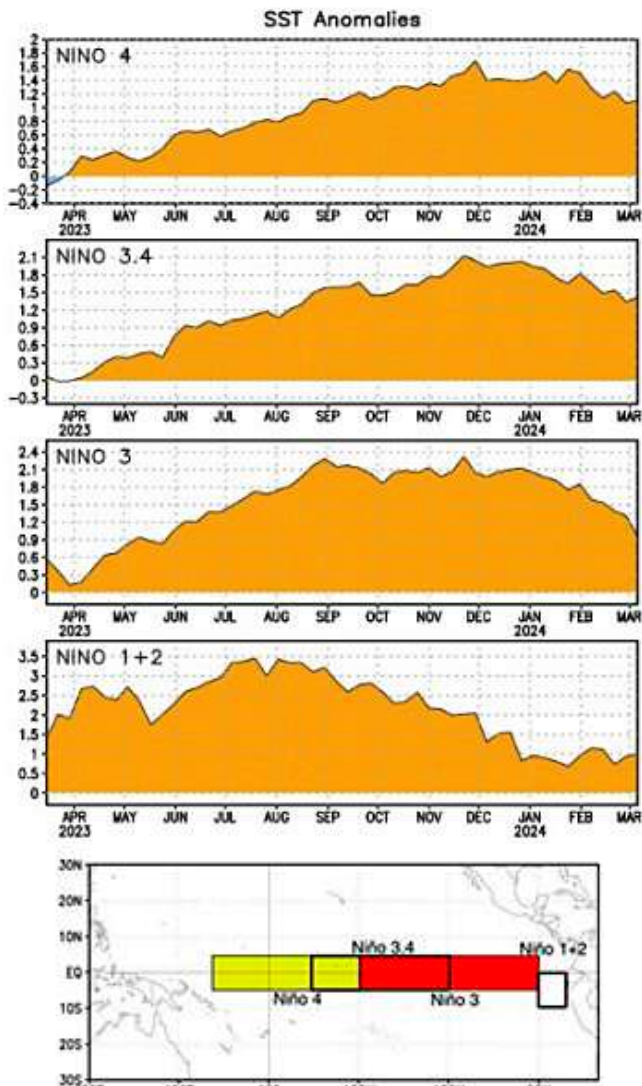 SST Anomalies
NINO 4
2
1.8
1.6
1.4
1.2
1
0.8
0.6
0.4
0.2
0
-0.2
-0.4
APR MAY JUN JUL AUG SEP OCT NOV DEC JAN FEB MAR
2023 2024
NINO 3.4
2.1
1.8
1.5
1.2
0.9
0.6
0.3
0
-0.3
APR MAY JUN JUL AUG SEP OCT NOV DEC JAN FEB MAR
2023 2024
NINO 3
2.4
2.1
1.8
1.5
1.2
0.9
0.6
0.3
0
APR MAY JUN JUL AUG SEP OCT NOV DEC JAN FEB MAR
2023 2024
NINO 1+2
3.5
3
2.5
2
1.5
1
0.5
0
APR MAY JUN JUL AUG SEP OCT NOV DEC JAN FEB MAR
2023 2024
30N
20N
10N
Niño 3.4 Niño 1+2
EQ
Niño 4 Niño 3
10S
20S
30S